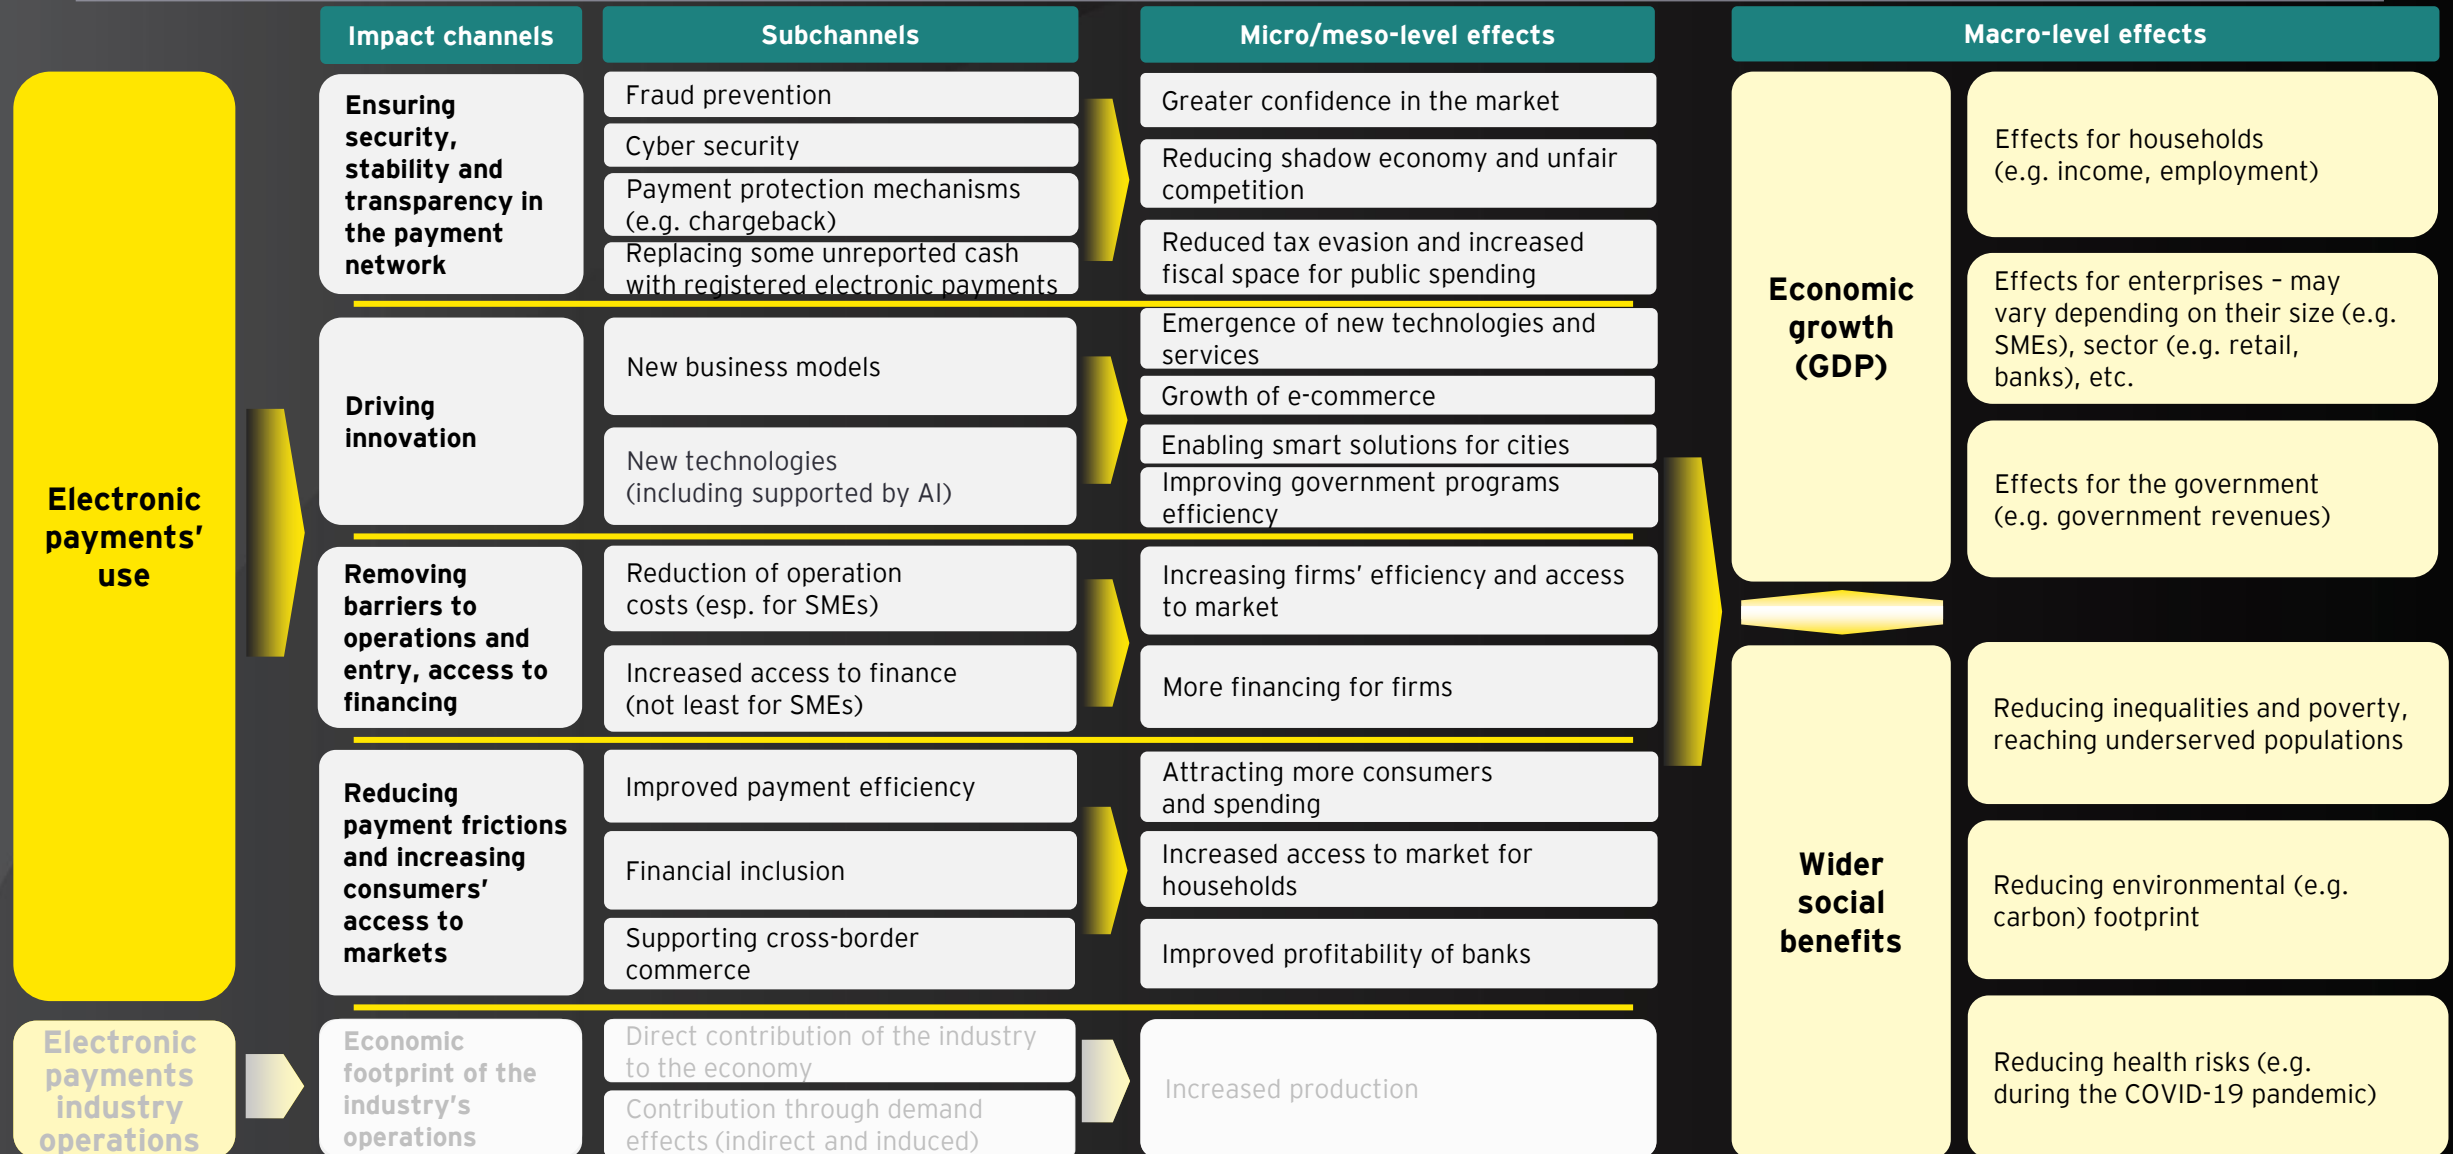 Impact channels
Subchannels
Micro/meso-level effects
Macro-level effects
Electronic
payments’
use
Ensuring
security,
stability and
transparency in
the payment
network
Fraud prevention
Cyber security
Payment protection mechanisms
(e.g. chargeback)
Replacing some unreported cash
with registered electronic payments
Greater confidence in the market
Reducing shadow economy and unfair
competition
Reduced tax evasion and increased
fiscal space for public spending
Driving
innovation
New business models
New technologies
(including supported by AI)
Emergence of new technologies and
services
Growth of e-commerce
Enabling smart solutions for cities
Improving government programs
efficiency
Removing
barriers to
operations and
entry, access to
financing
Reduction of operation
costs (esp. for SMEs)
Increased access to finance
(not least for SMEs)
Increasing firms’ efficiency and access
to market
More financing for firms
Reducing
payment frictions
and increasing
consumers’
access to
markets
Improved payment efficiency
Financial inclusion
Supporting cross-border
commerce
Attracting more consumers
and spending
Increased access to market for
households
Improved profitability of banks
Electronic
payments
industry
operations
Economic
footprint of the
industry’s
operations
Direct contribution of the industry
to the economy
Contribution through demand
effects (indirect and induced)
Increased production
Economic
growth
(GDP)
Effects for households
(e.g. income, employment)
Effects for enterprises – may
vary depending on their size (e.g.
SMEs), sector (e.g. retail,
banks), etc.
Effects for the government
(e.g. government revenues)
Wider
social
benefits
Reducing inequalities and poverty,
reaching underserved populations
Reducing environmental (e.g.
carbon) footprint
Reducing health risks (e.g.
during the COVID-19 pandemic)